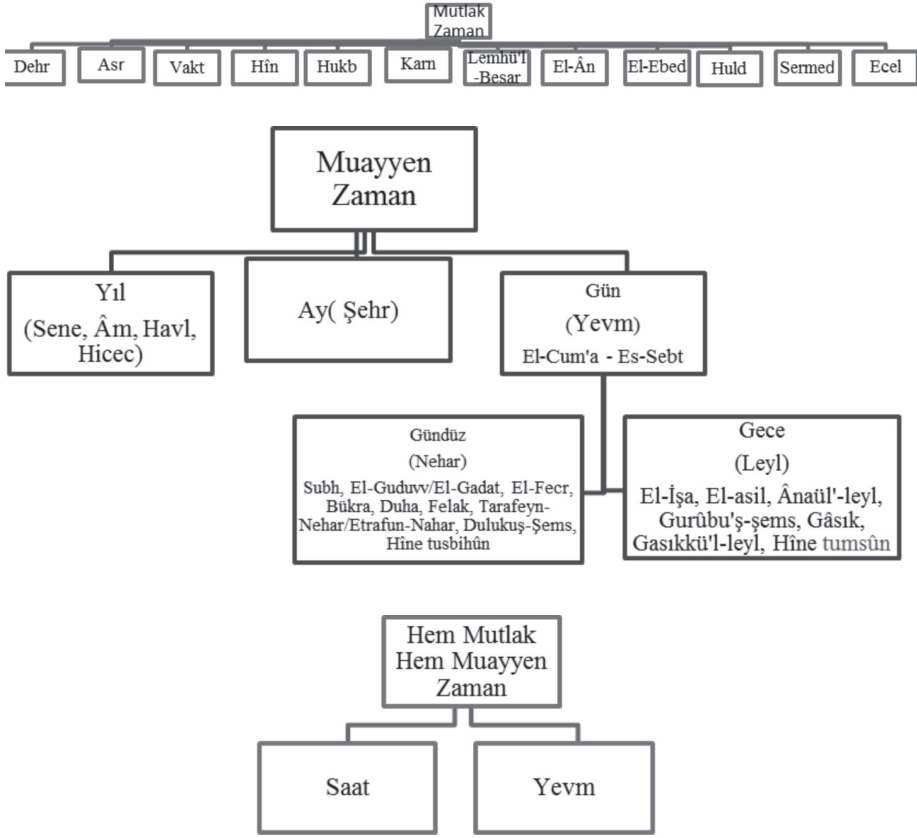 Mutlak
Zaman
Dehr
Asr
Vakt
Hîn
Hukb
Karn
Lemhü'l
-Besar
El-Ân
El-Ebed
Huld
Sermed
Ecel
Muayyen
Zaman
Yıl
(Sene, Âm, Havl,
Hicec)
Ay( Şehr)
Gün
(Yevm)
El-Cum'a - Es-Sebt
Gündüz
(Nehar)
Subh, El-Guduvv/El-Gadat, El-Fecr,
Bükra, Duha, Felak, Tarafeyn-
Nehar/Etrafun-Nahar, Dulukuş-Şems,
Hîne tusbihûn
Gece
(Leyl)
El-İşa, El-asil, Ânaül'-leyl,
Gurûbu'ş-şems, Gâsık,
Gasıkkü'l-leyl, Hîne tumsûn
Hem Mutlak
Hem Muayyen
Zaman
Saat
Yevm